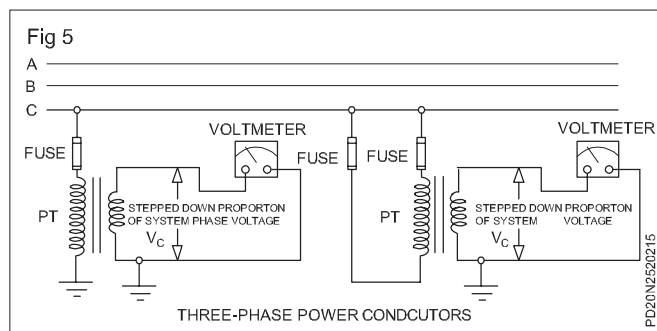 Fig 5
A
B
C
VOLTMETER
VOLTMETER
FUSE
FUSE
FUSE
PT
STEPPED DOWN PROPORTON
OF SYSTEM PHASE VOLTAGE
VC
PT
STEPPED DOWN PROPORTON
OF SYSTEM VOLTAGE
VC
THREE-PHASE POWER CONDCUTORS
PD20N2520215